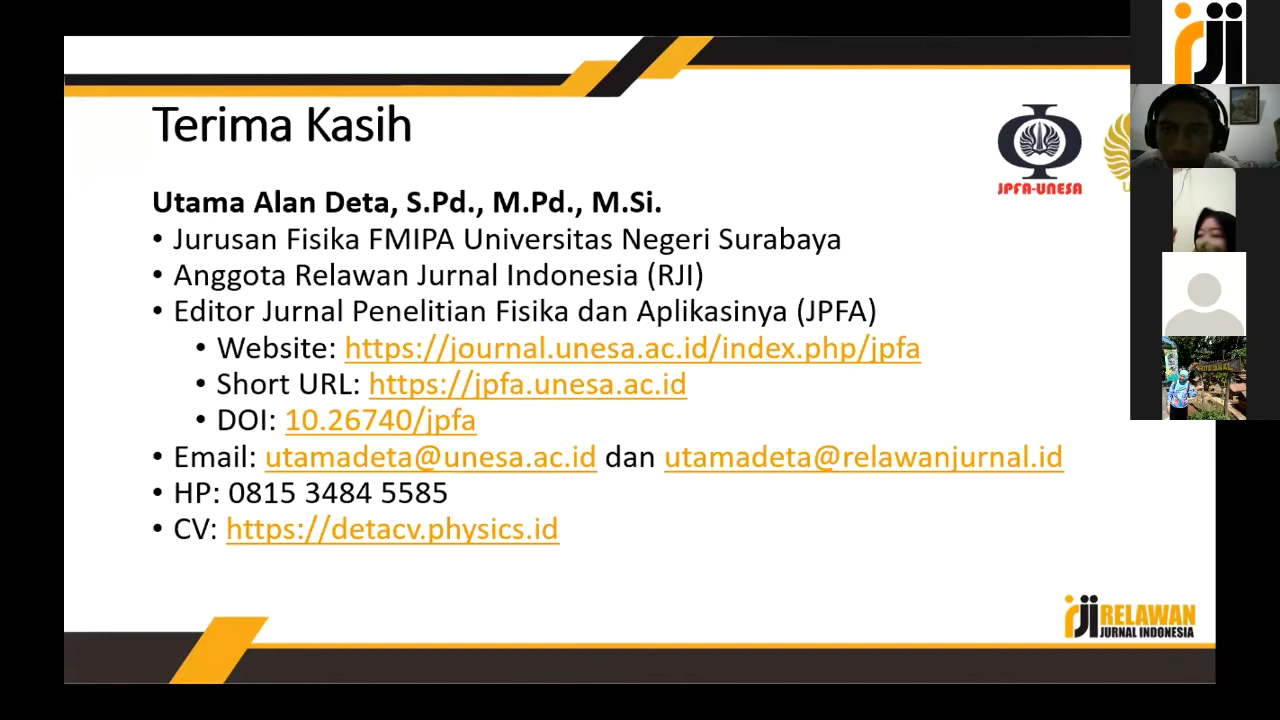 Terima Kasih
JPFA-UNESA
Utama Alan Deta, S.Pd., M.Pd., M.Si.
• Jurusan Fisika FMIPA Universitas Negeri Surabaya
• Anggota Relawan Jurnal Indonesia (RJI)
• Editor Jurnal Penelitian Fisika dan Aplikasinya (JPFA)
• Website: https://journal.unesa.ac.id/index.php/jpfa
• Short URL: https://jpfa.unesa.ac.id
• DOI: 10.26740/jpfa
• Email: utamadeta@unesa.ac.id dan utamadeta@relawanjurnal.id
• HP: 0815 3484 5585
• CV: https://detacv.physics.id
rji RELAWAN
JURNAL INDONESIA
rji